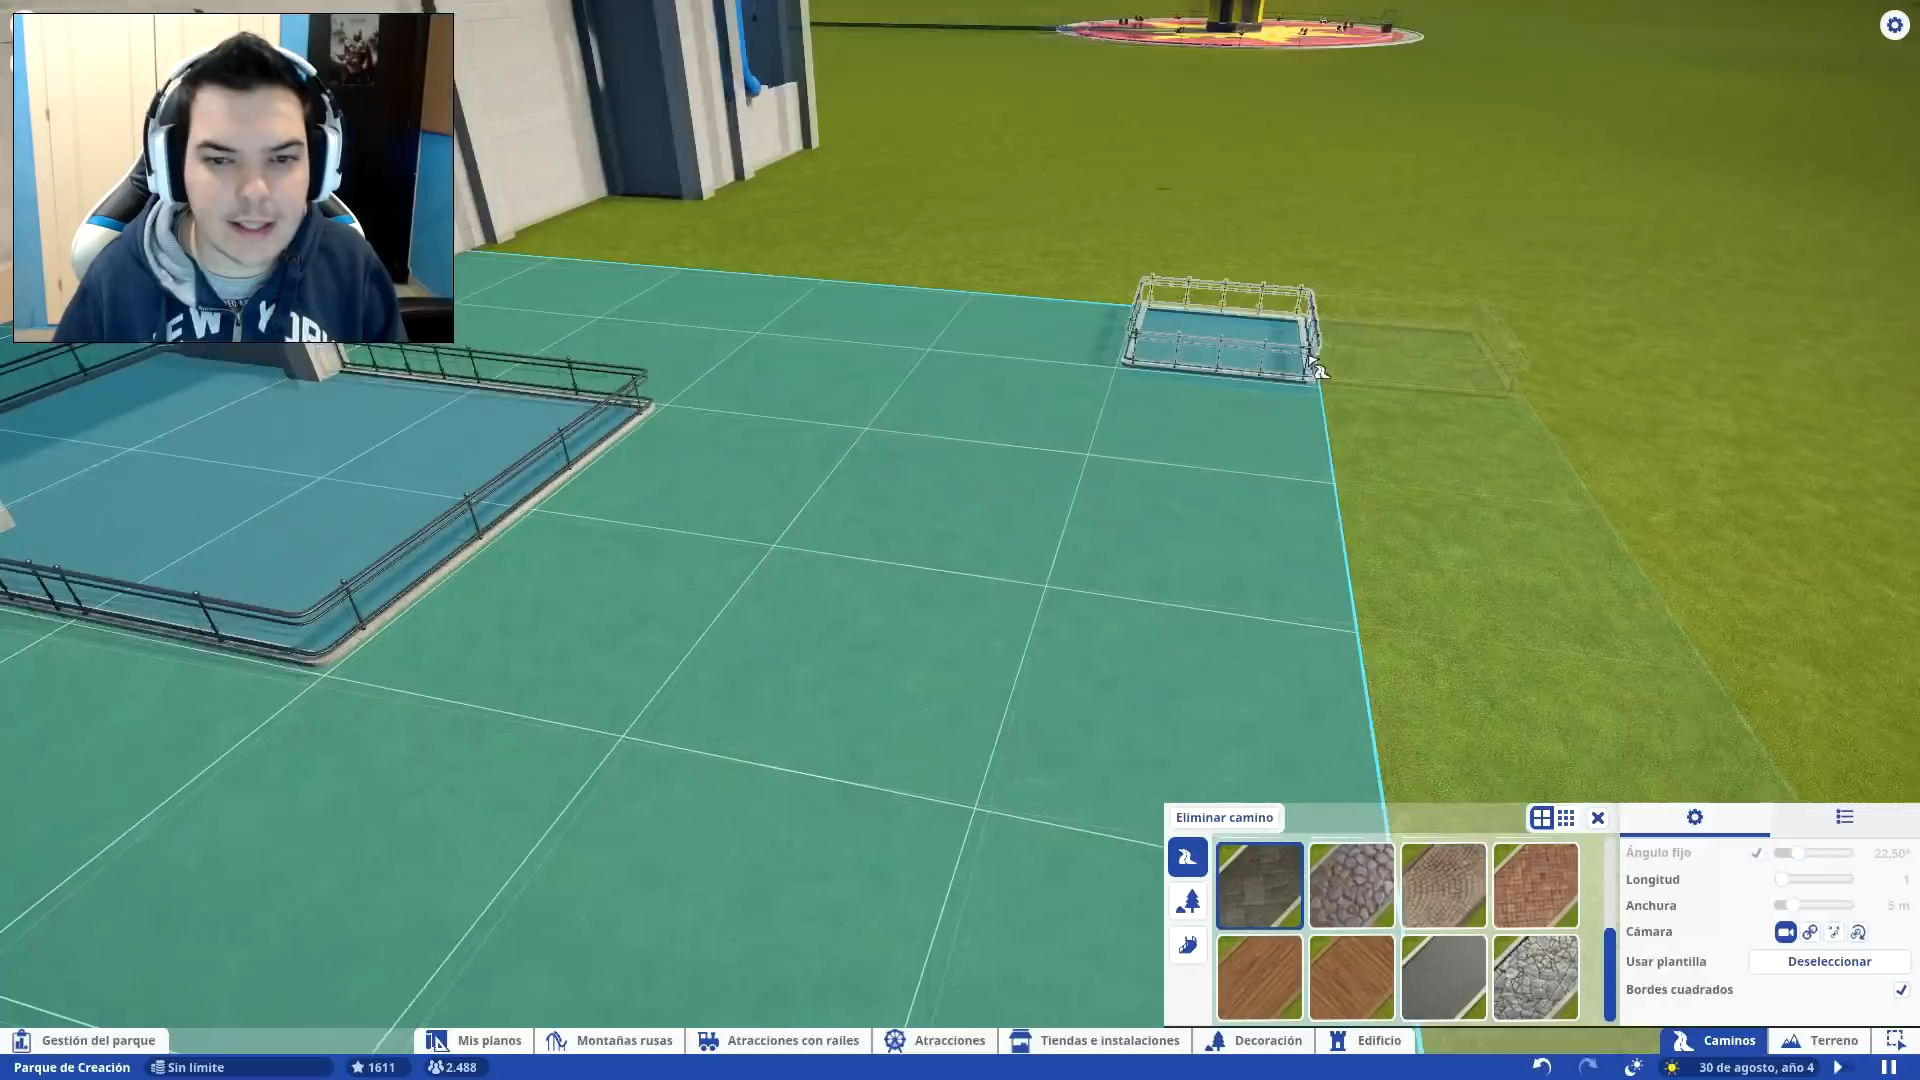 EW Y
Eliminar camino
Ángulo fijo 22,50º
Longitud 1
Anchura 5 m
Cámara
Usar plantilla Deseleccionar
Bordes cuadrados
Gestión del parque
Mis planos
Montañas rusas
Atracciones con raíles
Atracciones
Tiendas e instalaciones
Decoración
Edificio
Caminos
Terreno
Parque de Creación
Sin límite
1611
2.488
30 de agosto, año 4